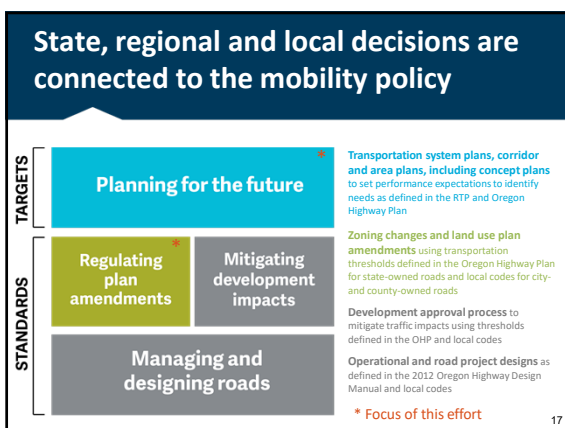 State, regional and local decisions are
connected to the mobility policy
TARGETS
Planning for the future
*
Transportation system plans, corridor
and area plans, including concept plans
to set performance expectations to identify
needs as defined in the RTP and Oregon
Highway Plan
STANDARDS
Regulating
plan
amendments
*
Mitigating
development
impacts
Zoning changes and land use plan
amendments using transportation
thresholds defined in the Oregon Highway Plan
for state-owned roads and local codes for city-
and county-owned roads
Development approval process to
mitigate traffic impacts using thresholds
defined in the OHP and local codes
Managing and
designing roads
Operational and road project designs as
defined in the 2012 Oregon Highway Design
Manual and local codes
* Focus of this effort
17